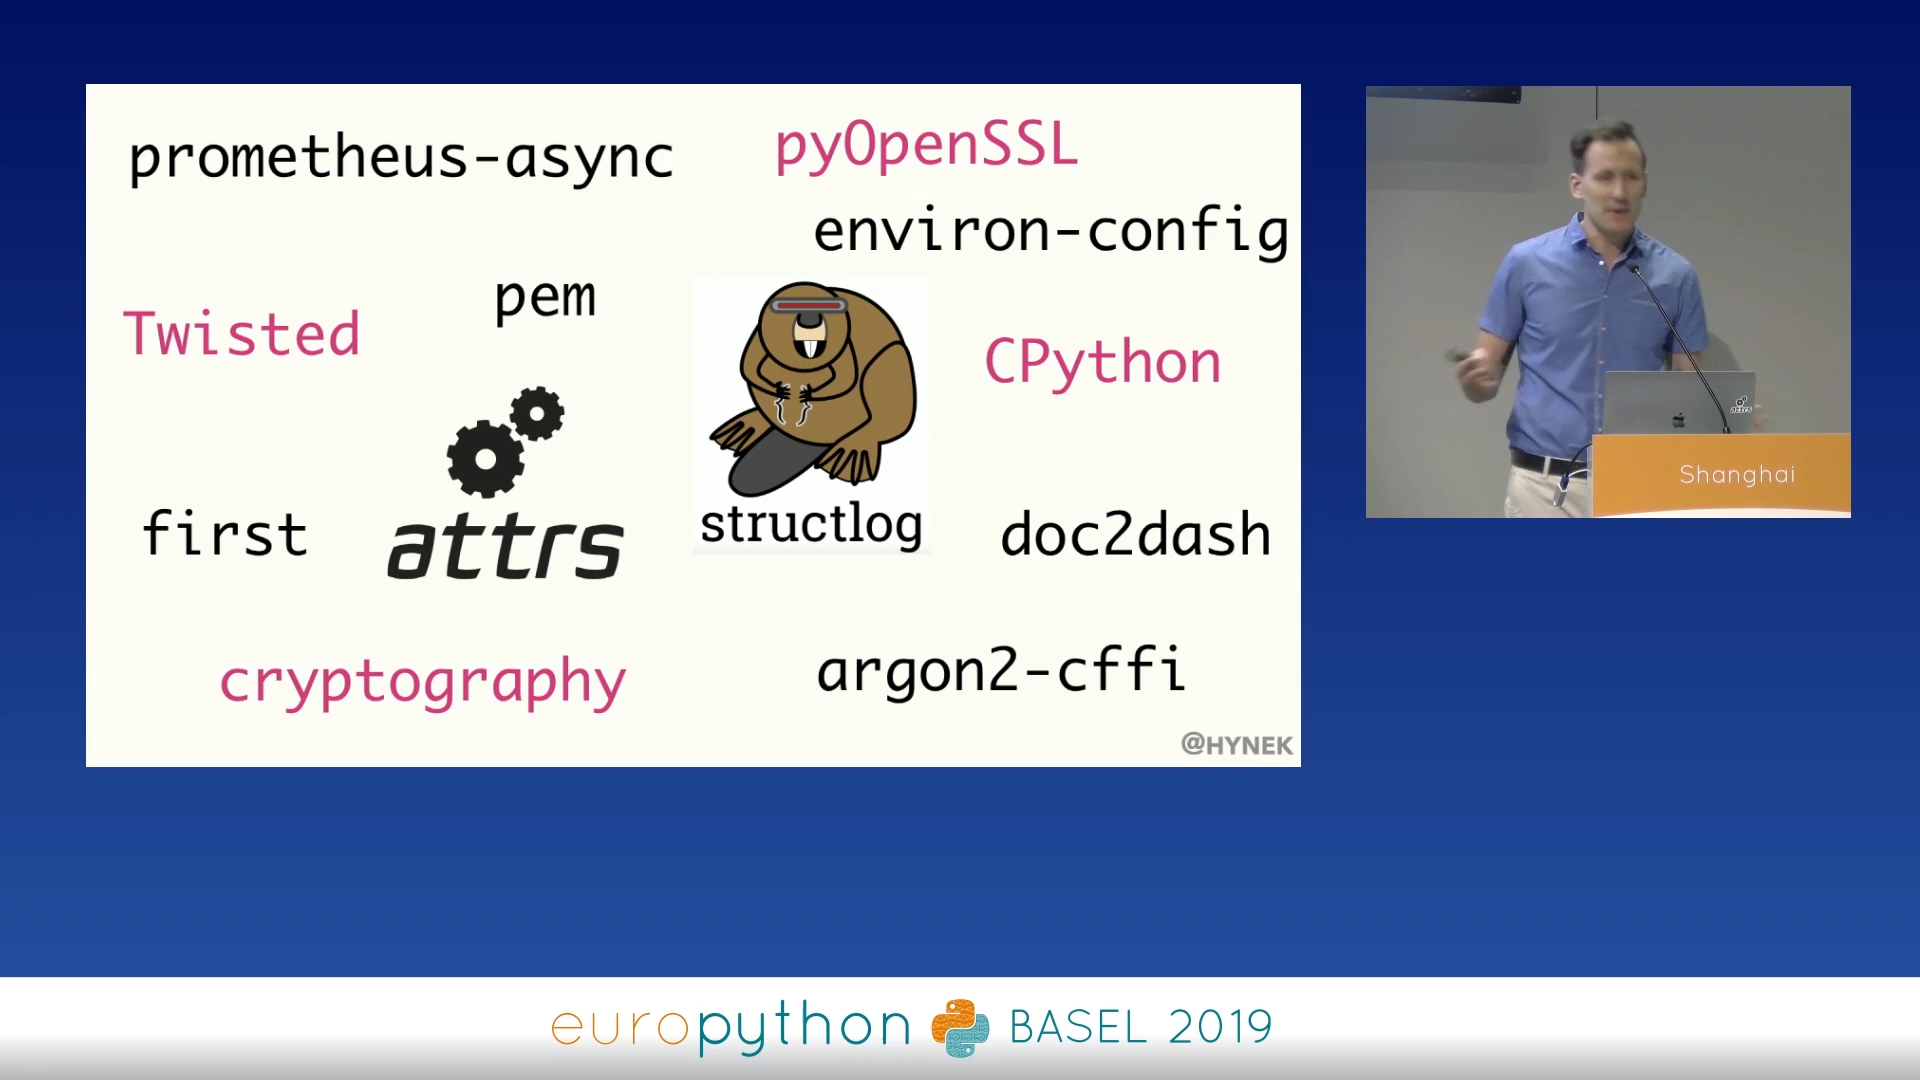 prometheus-async
pyOpenSSL
environ-config
pem
Twisted
CPython
first
attrs
structlog
doc2dash
cryptography
argon2-cffi
@HYNEK
attrs
Shanghai
europython BASEL 2019